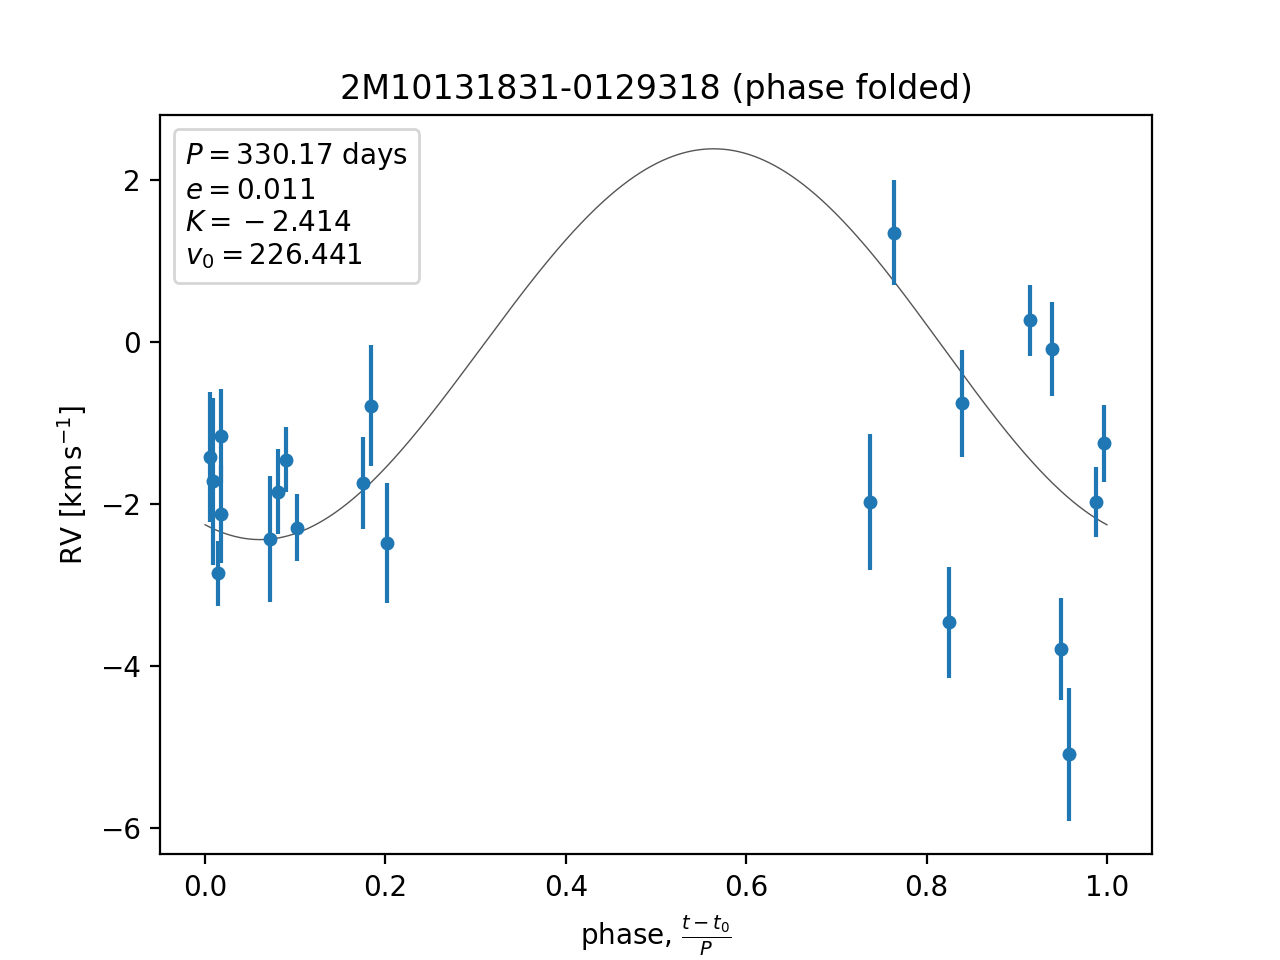 2M10131831-0129318 (phase folded)
P = 330.17 days
e = 0.011
K = −2.414
v₀ = 226.441
2
0
−2
−4
−6
RV [km s⁻¹]
0.0 0.2 0.4 0.6 0.8 1.0
phase, (t − t₀)/P